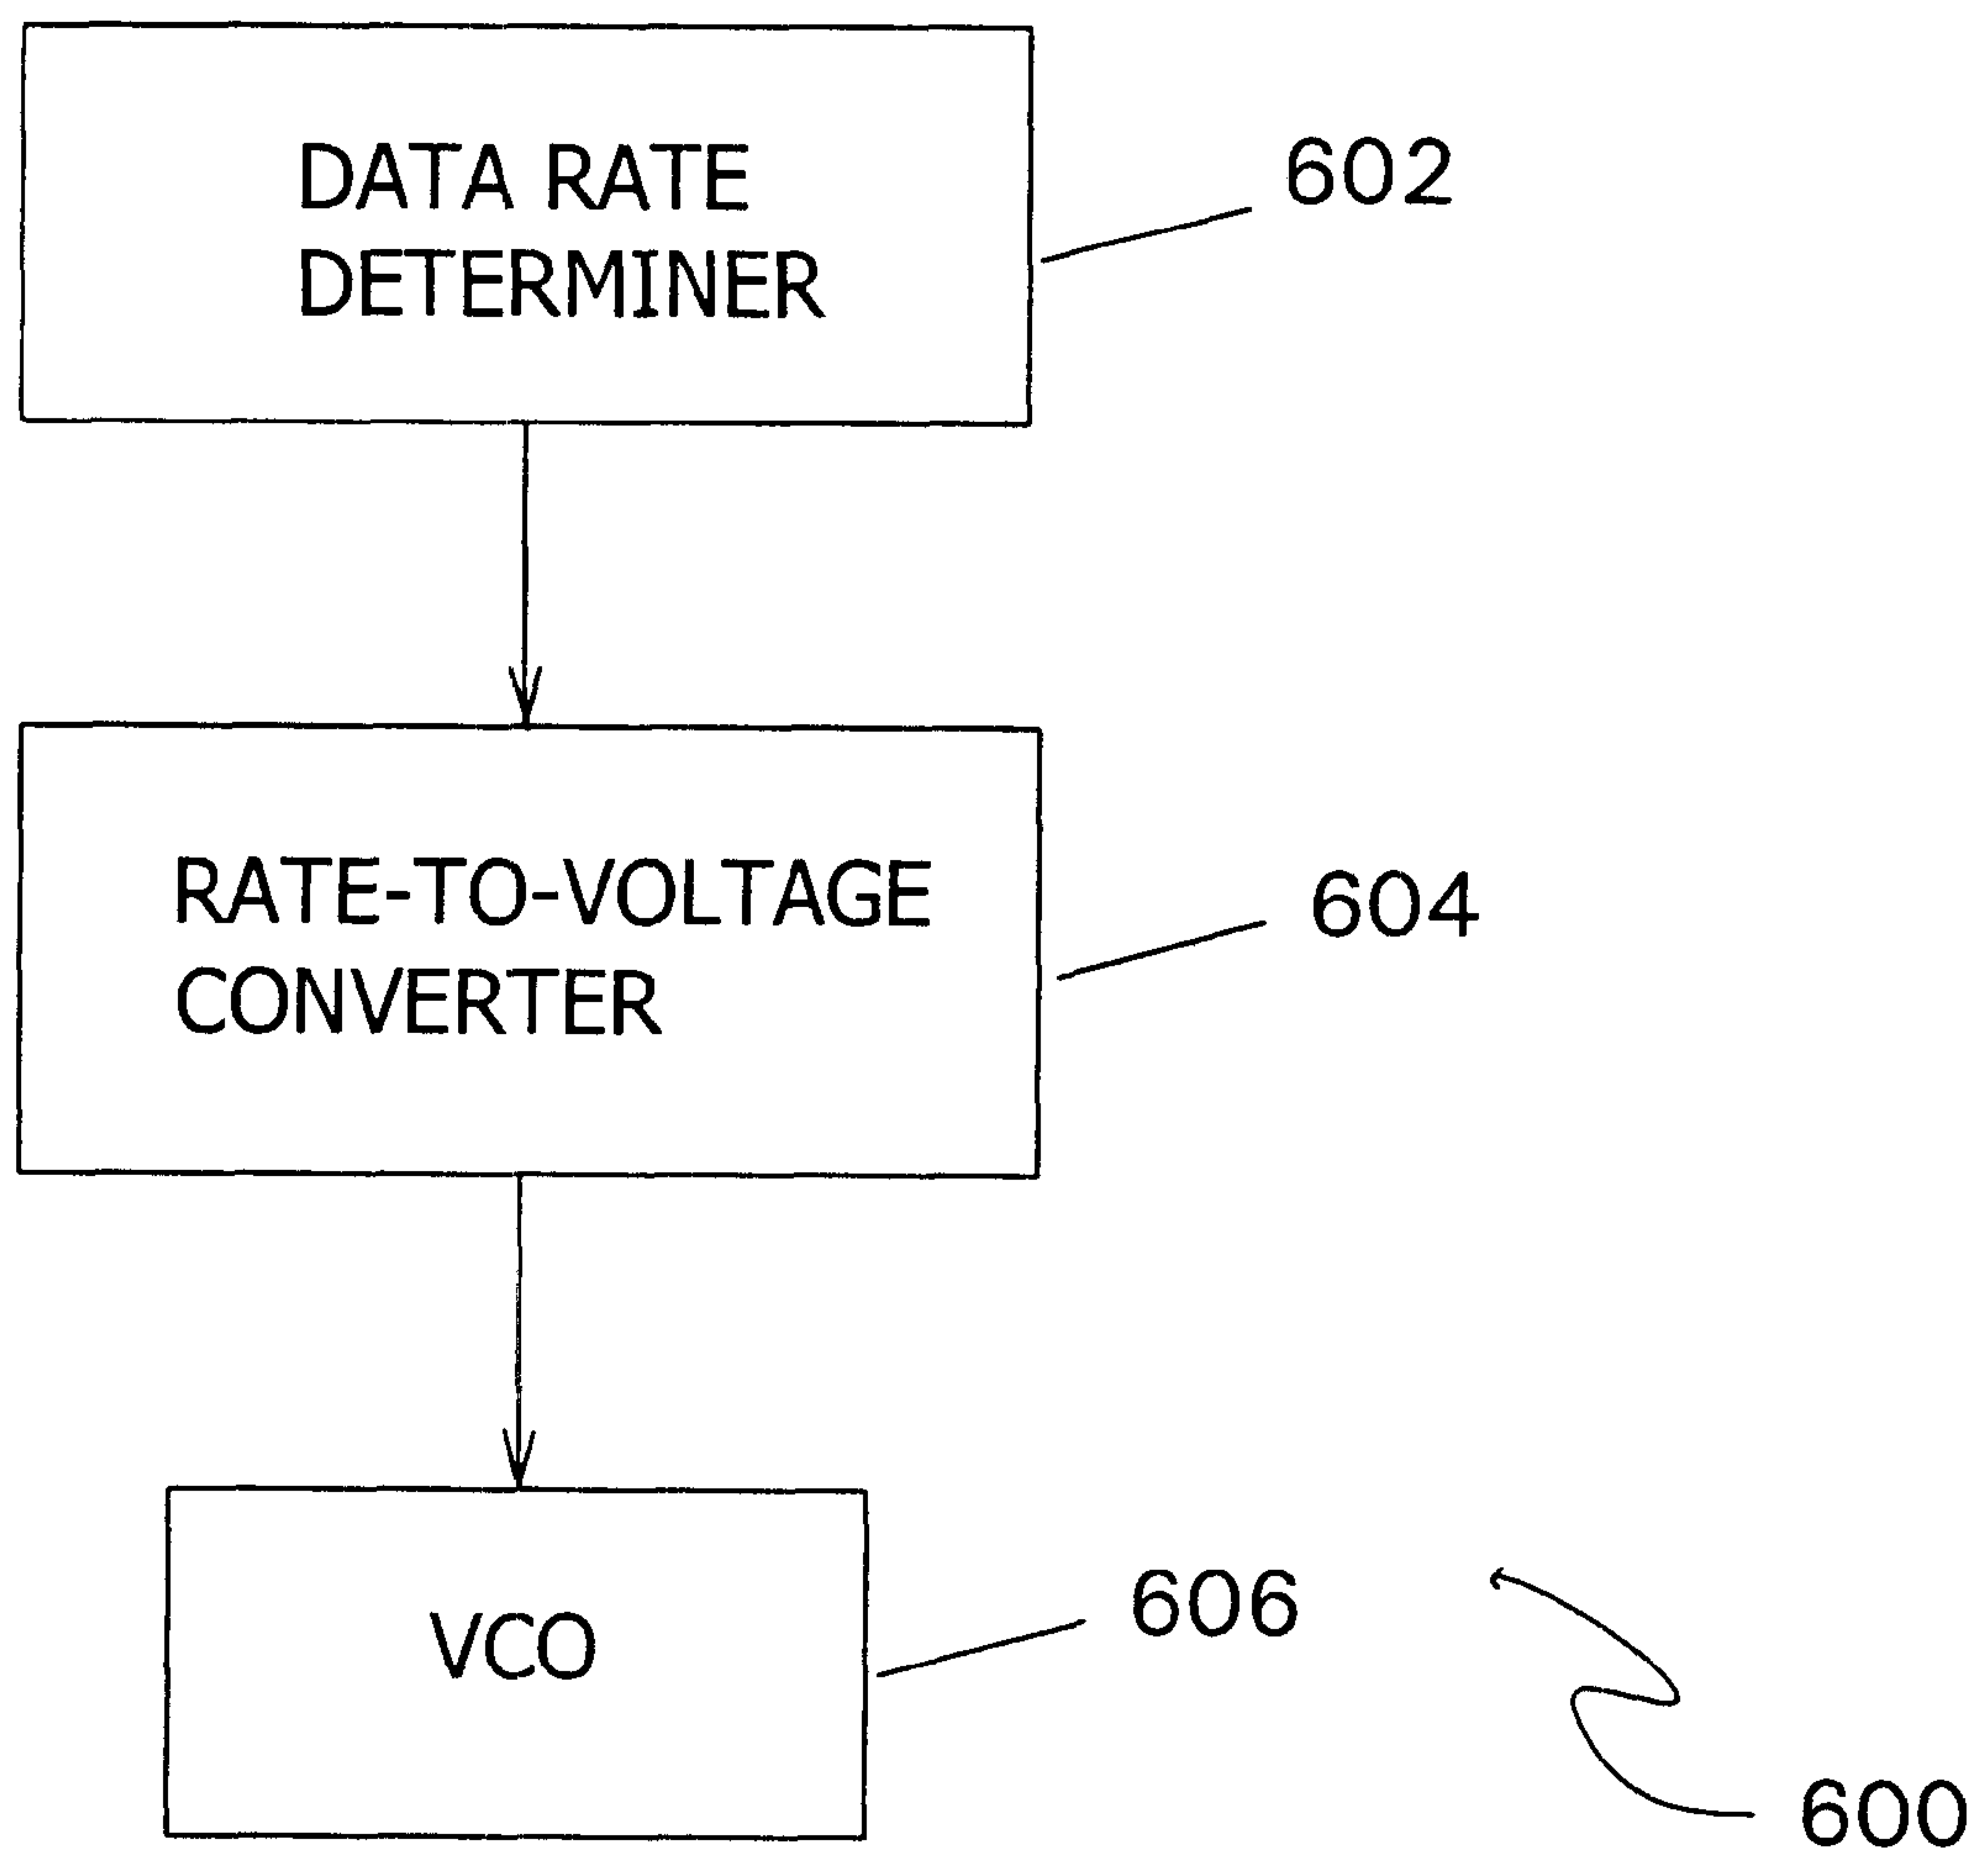 DATA RATE
DETERMINER
602
RATE-TO-VOLTAGE
CONVERTER
604
VCO
606
600